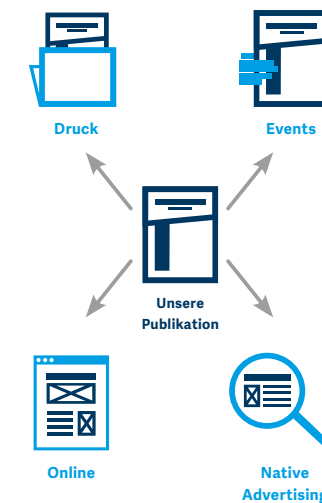 Druck
Events
Unsere
Publikation
Online
Native
Advertising